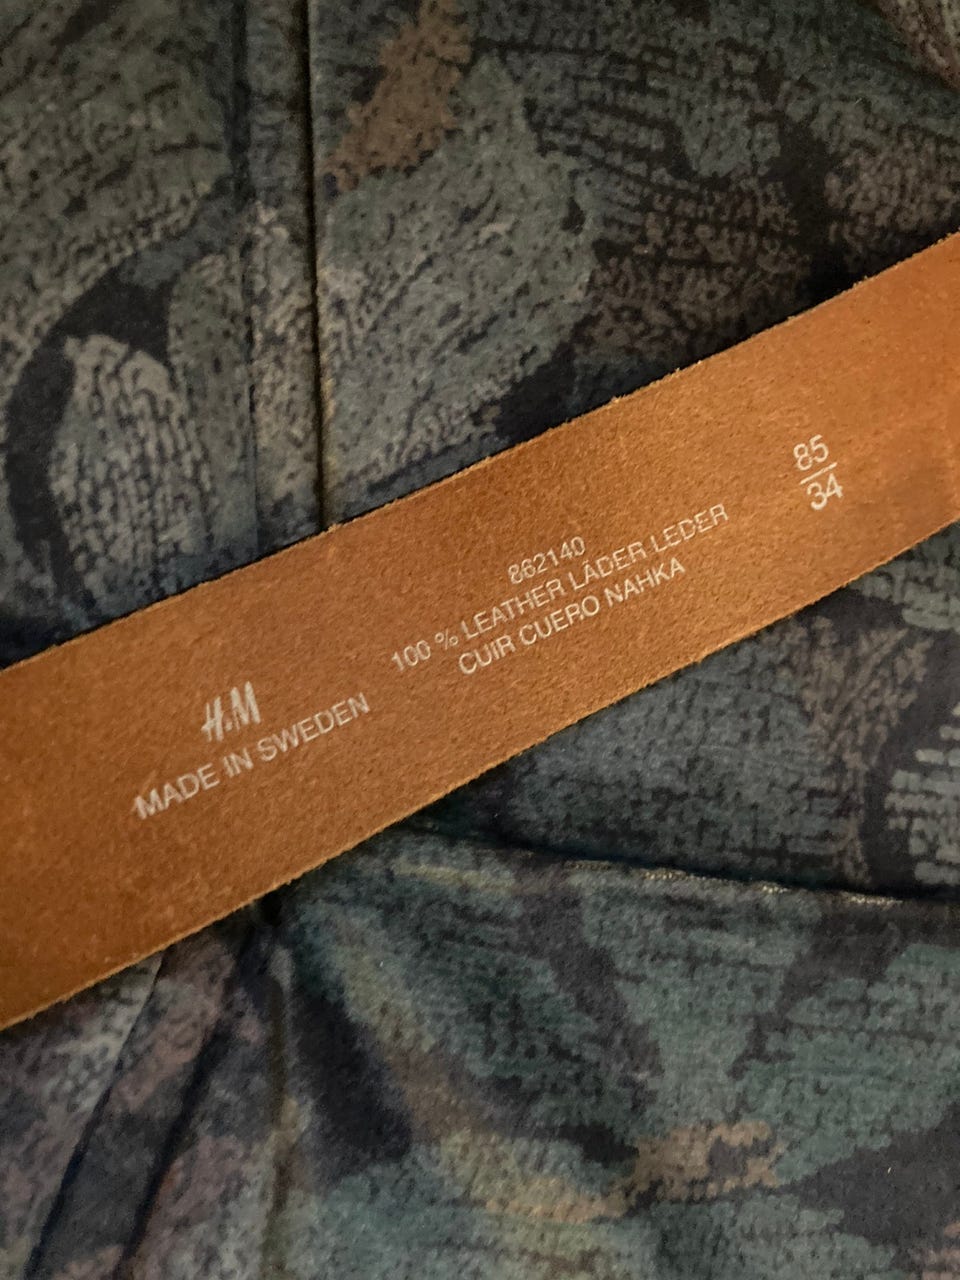 H&M
MADE IN SWEDEN
862140
100 % LEATHER LÄDER LEDER
CUIR CUERO NAHKA
85
34